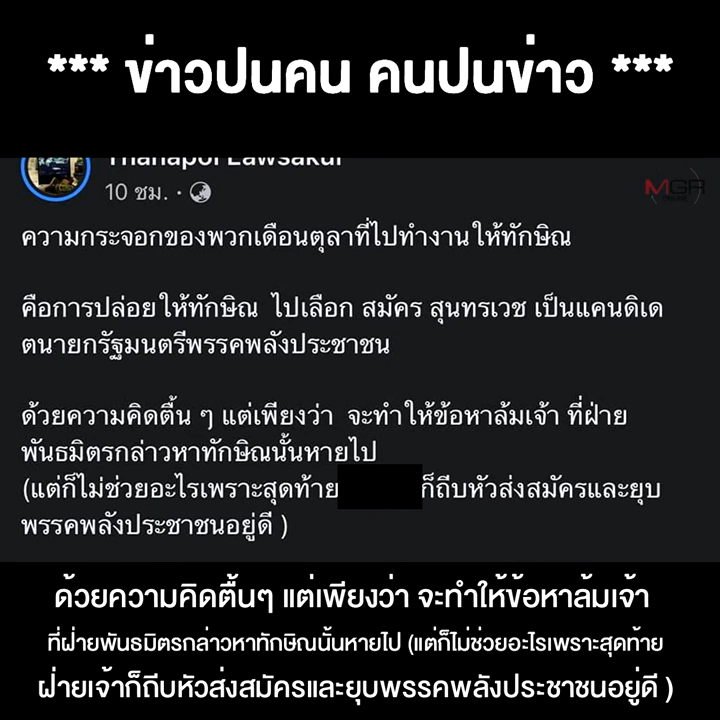 *** ข่าวปนคน คนปนข่าว ***
Thanapol Eawsakul
10 ชม. ·
MGR
ONLINE
ความกระจอกของพวกเดือนตุลาที่ไปทำงานให้ทักษิณ
คือการปล่อยให้ทักษิณ ไปเลือก สมัคร สุนทรเวช เป็นแคนดิเด
ตนายกรัฐมนตรีพรรคพลังประชาชน
ด้วยความคิดตื้น ๆ แต่เพียงว่า จะทำให้ข้อหาล้มเจ้า ที่ฝ่าย
พันธมิตรกล่าวหาทักษิณนั้นหายไป
(แต่ก็ไม่ช่วยอะไรเพราะสุดท้าย ก็ถีบหัวส่งสมัครและยุบ
พรรคพลังประชาชนอยู่ดี )
ด้วยความคิดตื้นๆ แต่เพียงว่า จะทำให้ข้อหาล้มเจ้า
ที่ฝ่ายพันธมิตรกล่าวหาทักษิณนั้นหายไป (แต่ก็ไม่ช่วยอะไรเพราะสุดท้าย
ฝ่ายเจ้าก็ถีบหัวส่งสมัครและยุบพรรคพลังประชาชนอยู่ดี )